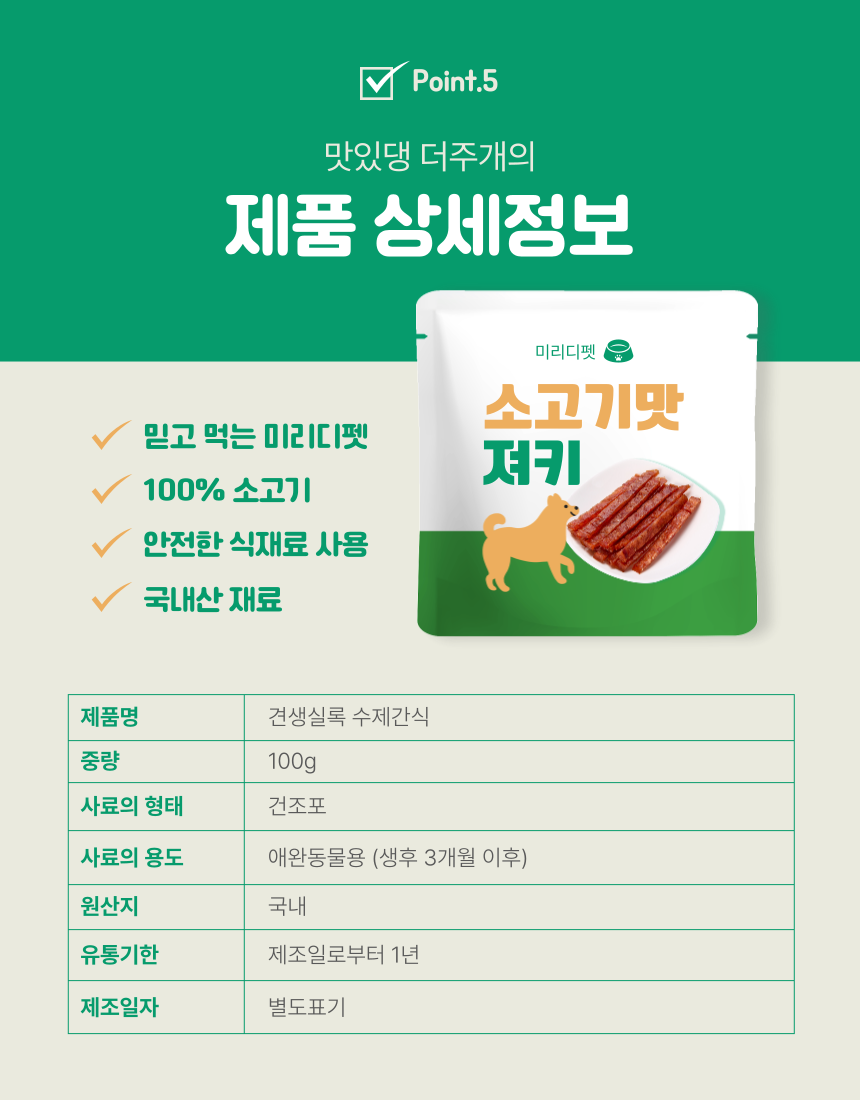 Point.5
맛있댕 더주개의
제품 상세정보
미리디펫
소고기맛
져키
믿고 먹는 미리디펫
100% 소고기
안전한 식재료 사용
국내산 재료
제품명 견생실록 수제간식
중량 100g
사료의 형태 건조포
사료의 용도 애완동물용 (생후 3개월 이후)
원산지 국내
유통기한 제조일로부터 1년
제조일자 별도표기